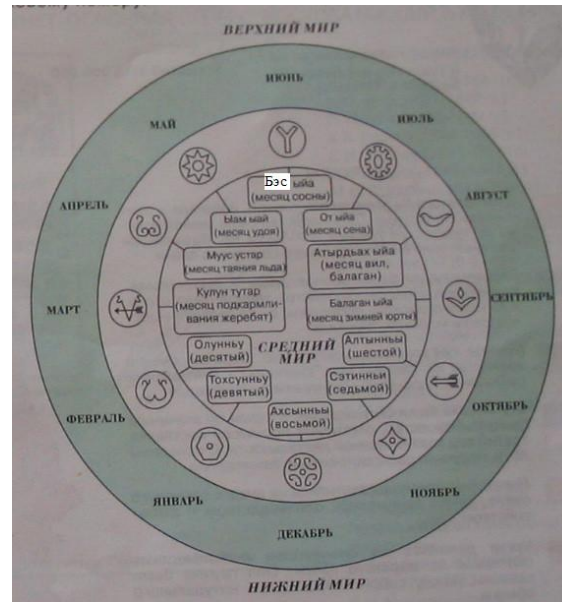 ВЕРХНИЙ МИР
ИЮНЬ
МАЙ
ИЮЛЬ
АПРЕЛЬ
АВГУСТ
МАРТ
СЕНТЯБРЬ
ФЕВРАЛЬ
ОКТЯБРЬ
ЯНВАРЬ
НОЯБРЬ
ДЕКАБРЬ
Бэс ыйа
(месяц сосны)
Ыам ыай
(месяц удоя)
От ыйа
(месяц сена)
Муус устар
(месяц таяния льда)
Атырдьах ыйа
(месяц вил,
балаган)
Кулун тутар
(месяц подкармли-
вания жеребят)
Балаган ыйа
(месяц зимней юрты)
Олунньу
(десятый)
СРЕДНИЙ
МИР
Алтынньы
(шестой)
Тохсунньу
(девятый)
Сэтинньи
(седьмой)
Ахсынньы
(восьмой)
НИЖНИЙ МИР